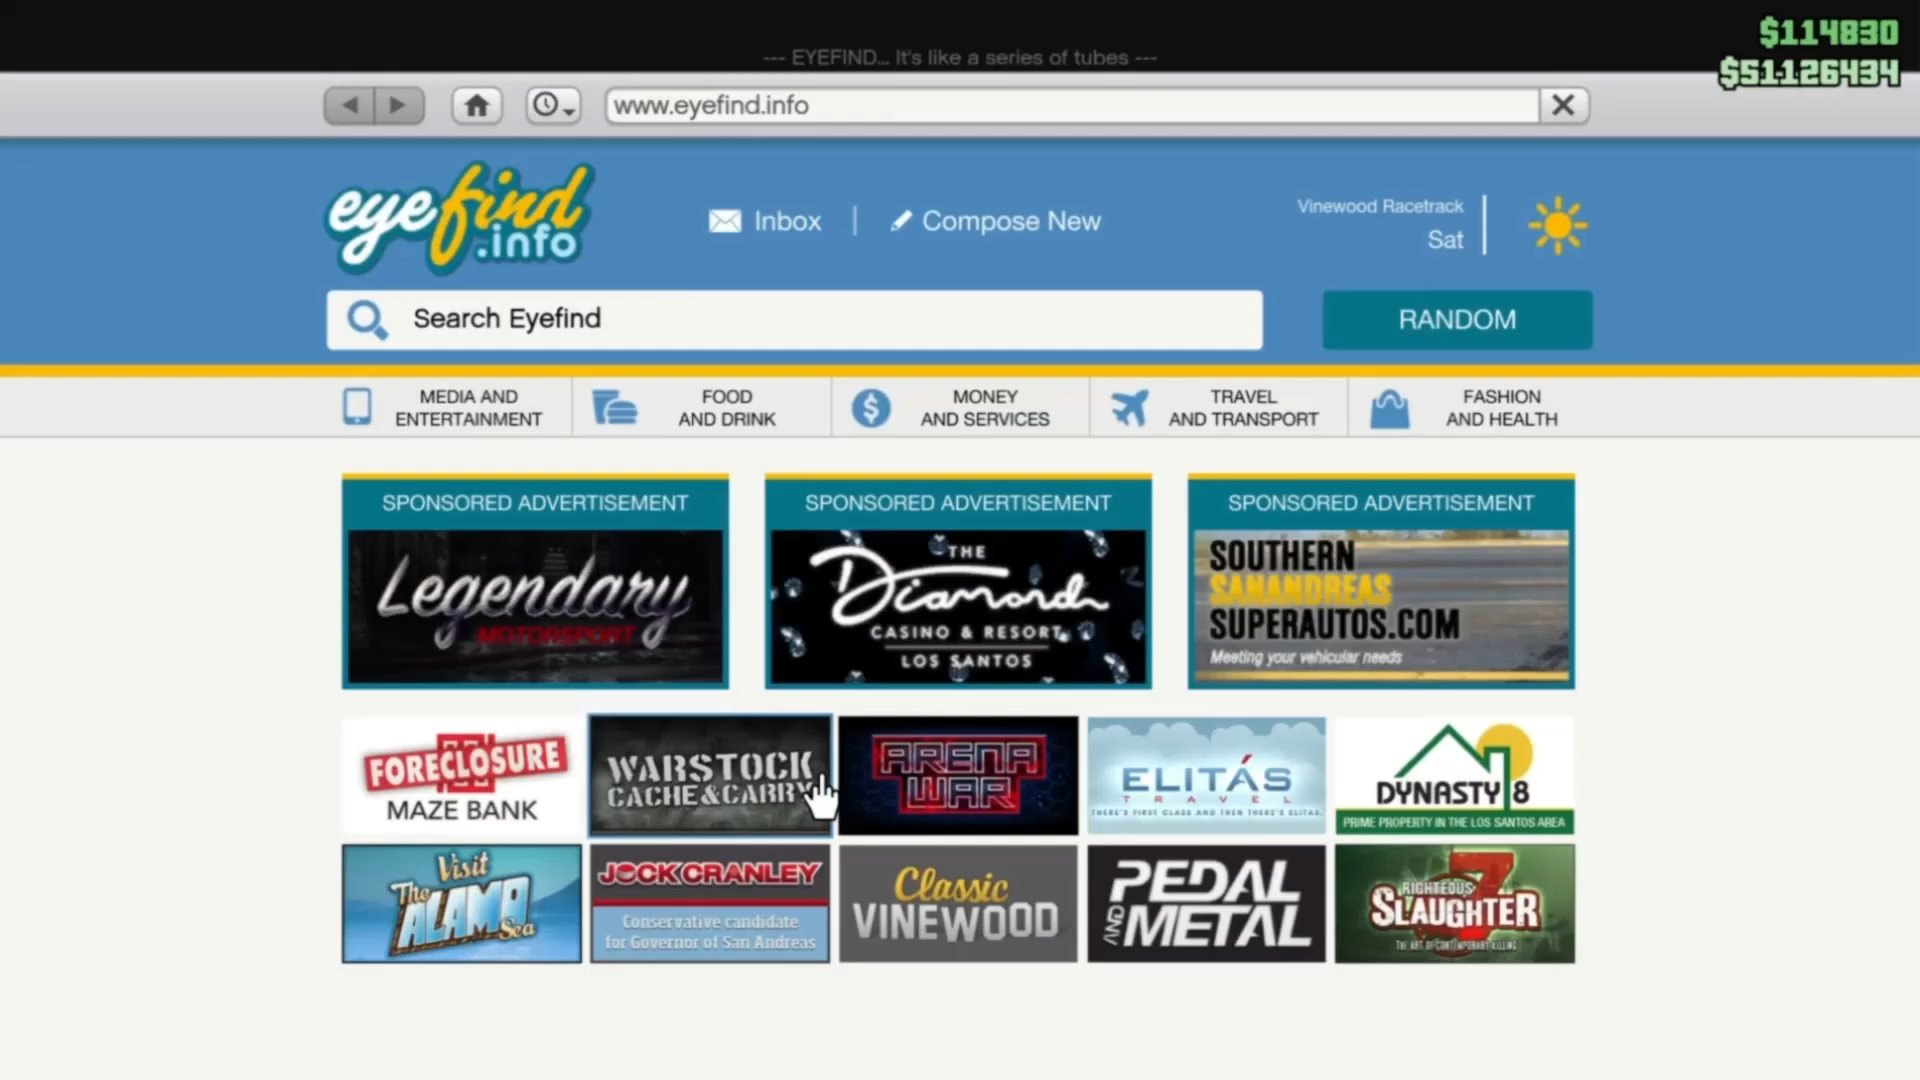 $114830
--- EYEFIND... It's like a series of tubes ---
$51126434
www.eyefind.info
eyefind
.info
Inbox
Compose New
Vinewood Racetrack
Sat
Search Eyefind
RANDOM
MEDIA AND
ENTERTAINMENT
FOOD
AND DRINK
MONEY
AND SERVICES
TRAVEL
AND TRANSPORT
FASHION
AND HEALTH
SPONSORED ADVERTISEMENT
Legendary
MOTORSPORT
SPONSORED ADVERTISEMENT
THE
Diamond
CASINO & RESORT
LOS SANTOS
SPONSORED ADVERTISEMENT
SOUTHERN
SANANDREAS
SUPERAUTOS.COM
Meeting your vehicular needs
FORECLOSURE
MAZE BANK
WARSTOCK
CACHE&CARRY
ARENA
WAR
ELITÁS
TRAVEL
THERE'S FIRST CLASS AND THEN THERE'S ELITAS.
DYNASTY 8
PRIME PROPERTY IN THE LOS SANTOS AREA
Visit
The
ALAMO
Sea
JOCK CRANLEY
Conservative candidate
for Governor of San Andreas
Classic
VINEWOOD
PEDAL
AND
METAL
RIGHTEOUS
SLAUGHTER
7
THE ART OF CONTEMPORARY KILLING